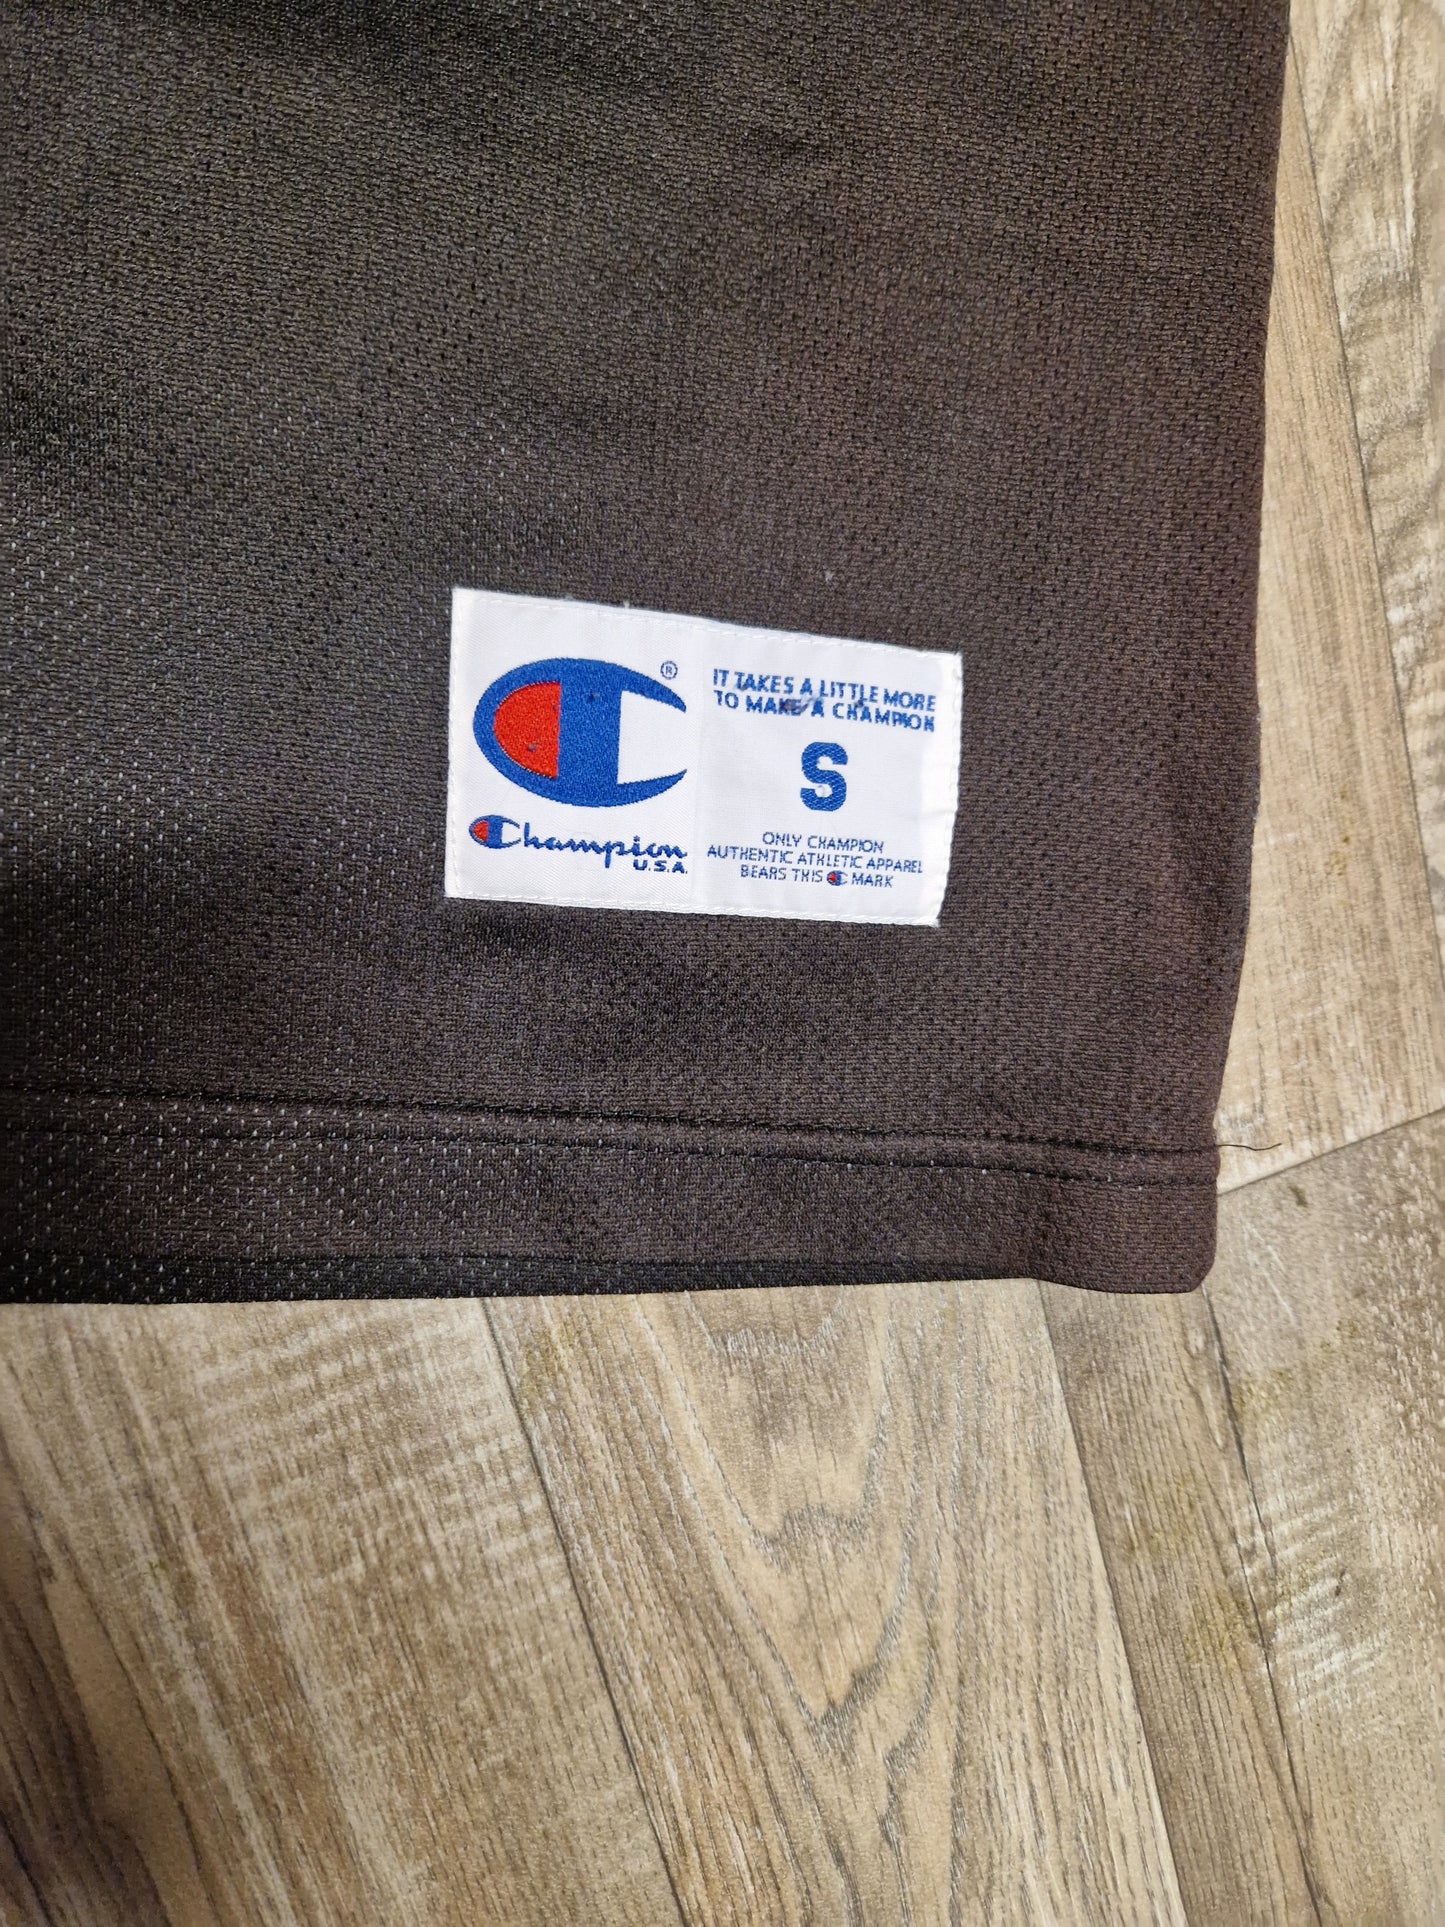 ®
Champion
U.S.A.
IT TAKES A LITTLE MORE
TO MAKE A CHAMPION
S
ONLY CHAMPION
AUTHENTIC ATHLETIC APPAREL
BEARS THIS C MARK